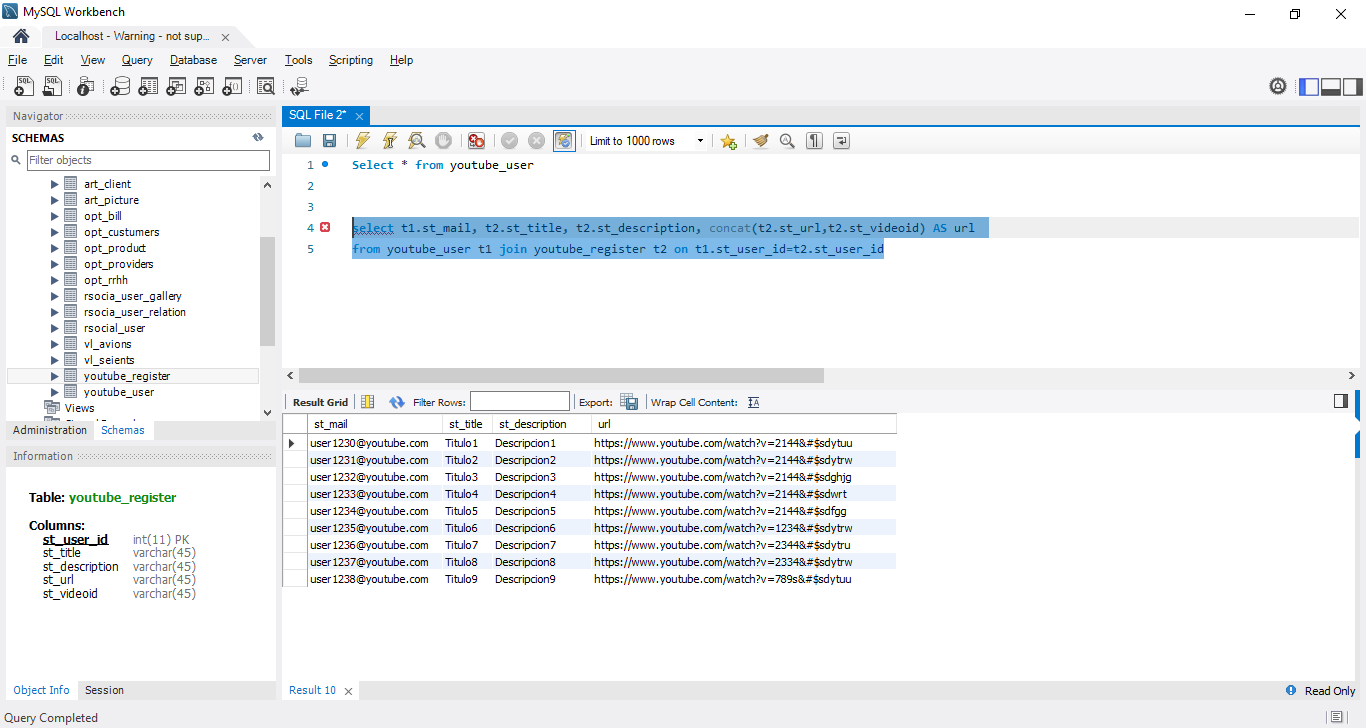 MySQL Workbench
Localhost - Warning - not sup...
File Edit View Query Database Server Tools Scripting Help
Navigator
SCHEMAS
Filter objects
art_client
art_picture
opt_bill
opt_custumers
opt_product
opt_providers
opt_rrhh
rsocia_user_gallery
rsocia_user_relation
rsocial_user
vl_avions
vl_seients
youtube_register
youtube_user
Views
Administration Schemas
Information
Table: youtube_register
Columns:
st_user_id int(11) PK
st_title varchar(45)
st_description varchar(45)
st_url varchar(45)
st_videoid varchar(45)
Object Info Session
SQL File 2*
Limit to 1000 rows
1 Select * from youtube_user
2
3
4 select t1.st_mail, t2.st_title, t2.st_description, concat(t2.st_url,t2.st_videoid) AS url
5 from youtube_user t1 join youtube_register t2 on t1.st_user_id=t2.st_user_id
Result Grid Filter Rows: Export: Wrap Cell Content:
st_mail st_title st_description url
user1230@youtube.com Titulo1 Descripcion1 https://www.youtube.com/watch?v=2144&#$sdytuu
user1231@youtube.com Titulo2 Descripcion2 https://www.youtube.com/watch?v=2144&#$sdytrw
user1232@youtube.com Titulo3 Descripcion3 https://www.youtube.com/watch?v=2144&#$sdghjg
user1233@youtube.com Titulo4 Descripcion4 https://www.youtube.com/watch?v=2144&#$sdwrt
user1234@youtube.com Titulo5 Descripcion5 https://www.youtube.com/watch?v=2144&#$sdfgg
user1235@youtube.com Titulo6 Descripcion6 https://www.youtube.com/watch?v=1234&#$sdytrw
user1236@youtube.com Titulo7 Descripcion7 https://www.youtube.com/watch?v=2344&#$sdytru
user1237@youtube.com Titulo8 Descripcion8 https://www.youtube.com/watch?v=2334&#$sdytrw
user1238@youtube.com Titulo9 Descripcion9 https://www.youtube.com/watch?v=789s&#$sdytuu
Result 10
Read Only
Query Completed